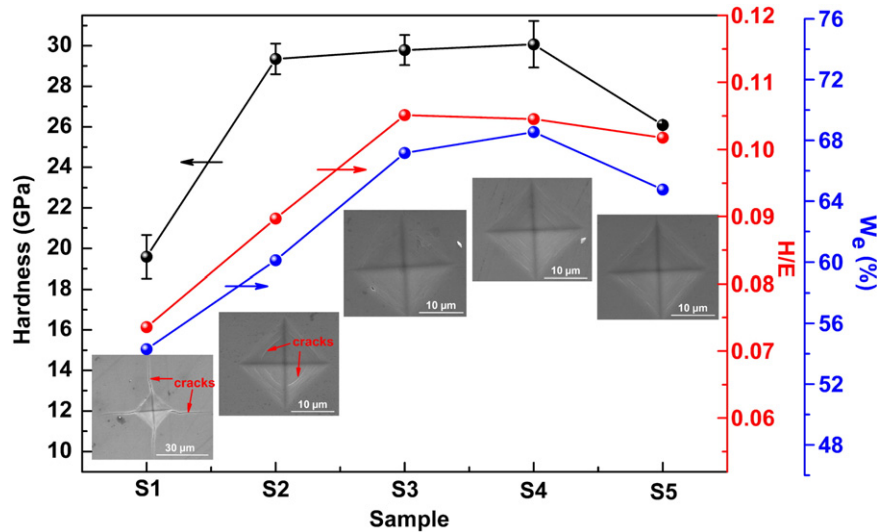 Hardness (GPa)
30
28
26
24
22
20
18
16
14
12
10
0.12
0.11
0.10
0.09
0.08
0.07
0.06
H/E
76
72
68
64
60
56
52
48
We (%)
cracks
30 µm
cracks
10 µm
10 µm
10 µm
10 µm
S1 S2 S3 S4 S5
Sample